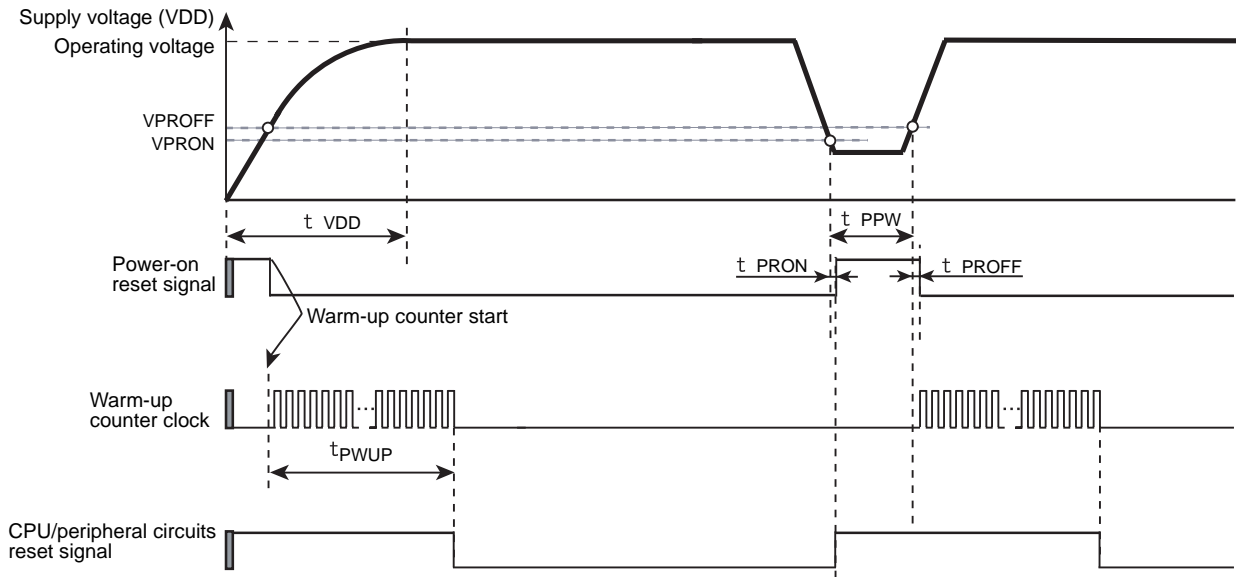 Supply voltage (VDD)
Operating voltage
VPROFF
VPRON
t VDD
t PPW
Power-on
reset signal
t PRON
t PROFF
Warm-up counter start
Warm-up
counter clock
...
...
tPWUP
CPU/peripheral circuits
reset signal